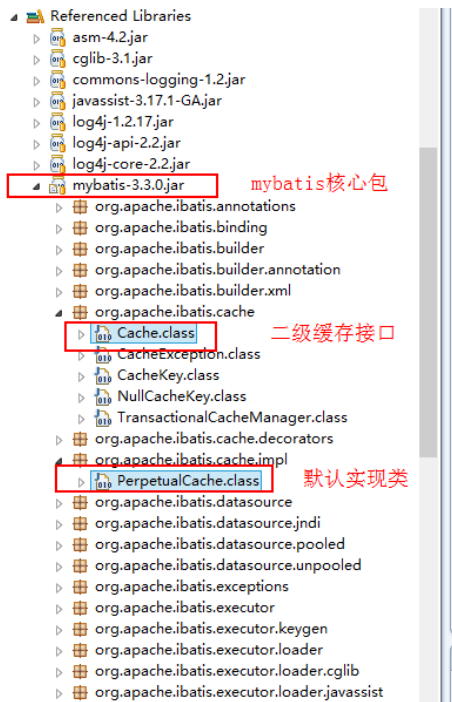 Referenced Libraries
asm-4.2.jar
cglib-3.1.jar
commons-logging-1.2.jar
javassist-3.17.1-GA.jar
log4j-1.2.17.jar
log4j-api-2.2.jar
log4j-core-2.2.jar
mybatis-3.3.0.jar mybatis核心包
org.apache.ibatis.annotations
org.apache.ibatis.binding
org.apache.ibatis.builder
org.apache.ibatis.builder.annotation
org.apache.ibatis.builder.xml
org.apache.ibatis.cache
Cache.class 二级缓存接口
CacheException.class
CacheKey.class
NullCacheKey.class
TransactionalCacheManager.class
org.apache.ibatis.cache.decorators
org.apache.ibatis.cache.impl
PerpetualCache.class 默认实现类
org.apache.ibatis.datasource
org.apache.ibatis.datasource.jndi
org.apache.ibatis.datasource.pooled
org.apache.ibatis.datasource.unpooled
org.apache.ibatis.exceptions
org.apache.ibatis.executor
org.apache.ibatis.executor.keygen
org.apache.ibatis.executor.loader
org.apache.ibatis.executor.loader.cglib
org.apache.ibatis.executor.loader.javassist